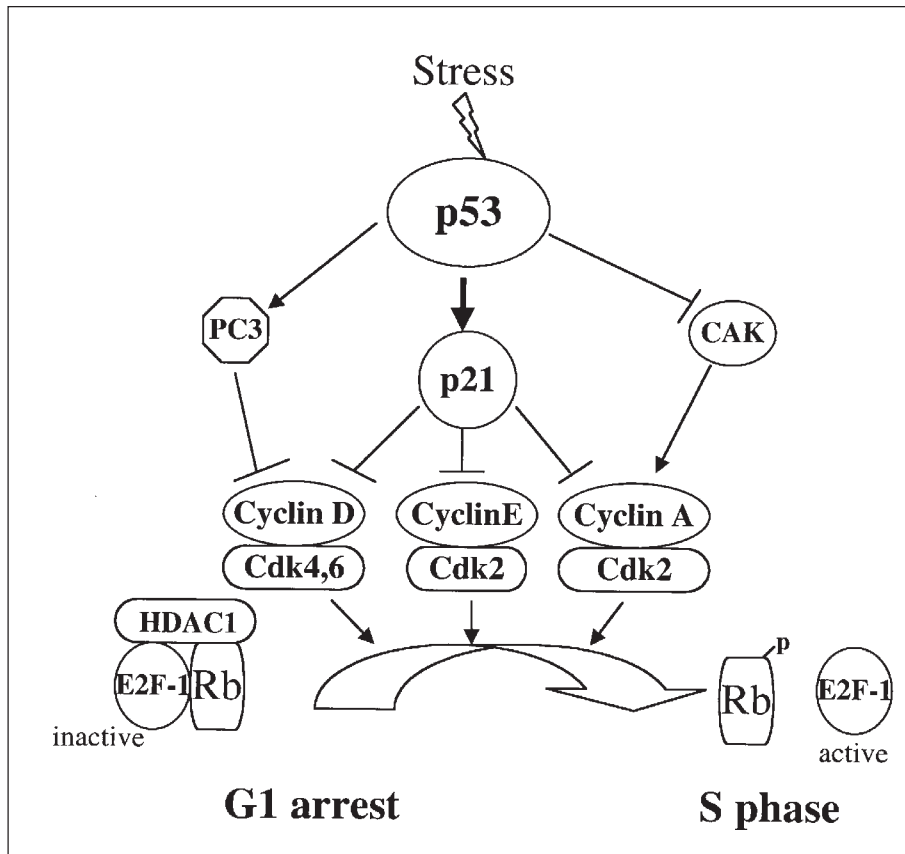 Stress
p53
PC3
CAK
p21
Cyclin D
CyclinE
Cyclin A
Cdk4,6
Cdk2
Cdk2
HDAC1
E2F-1
Rb
inactive
p
Rb
E2F-1
active
G1 arrest
S phase